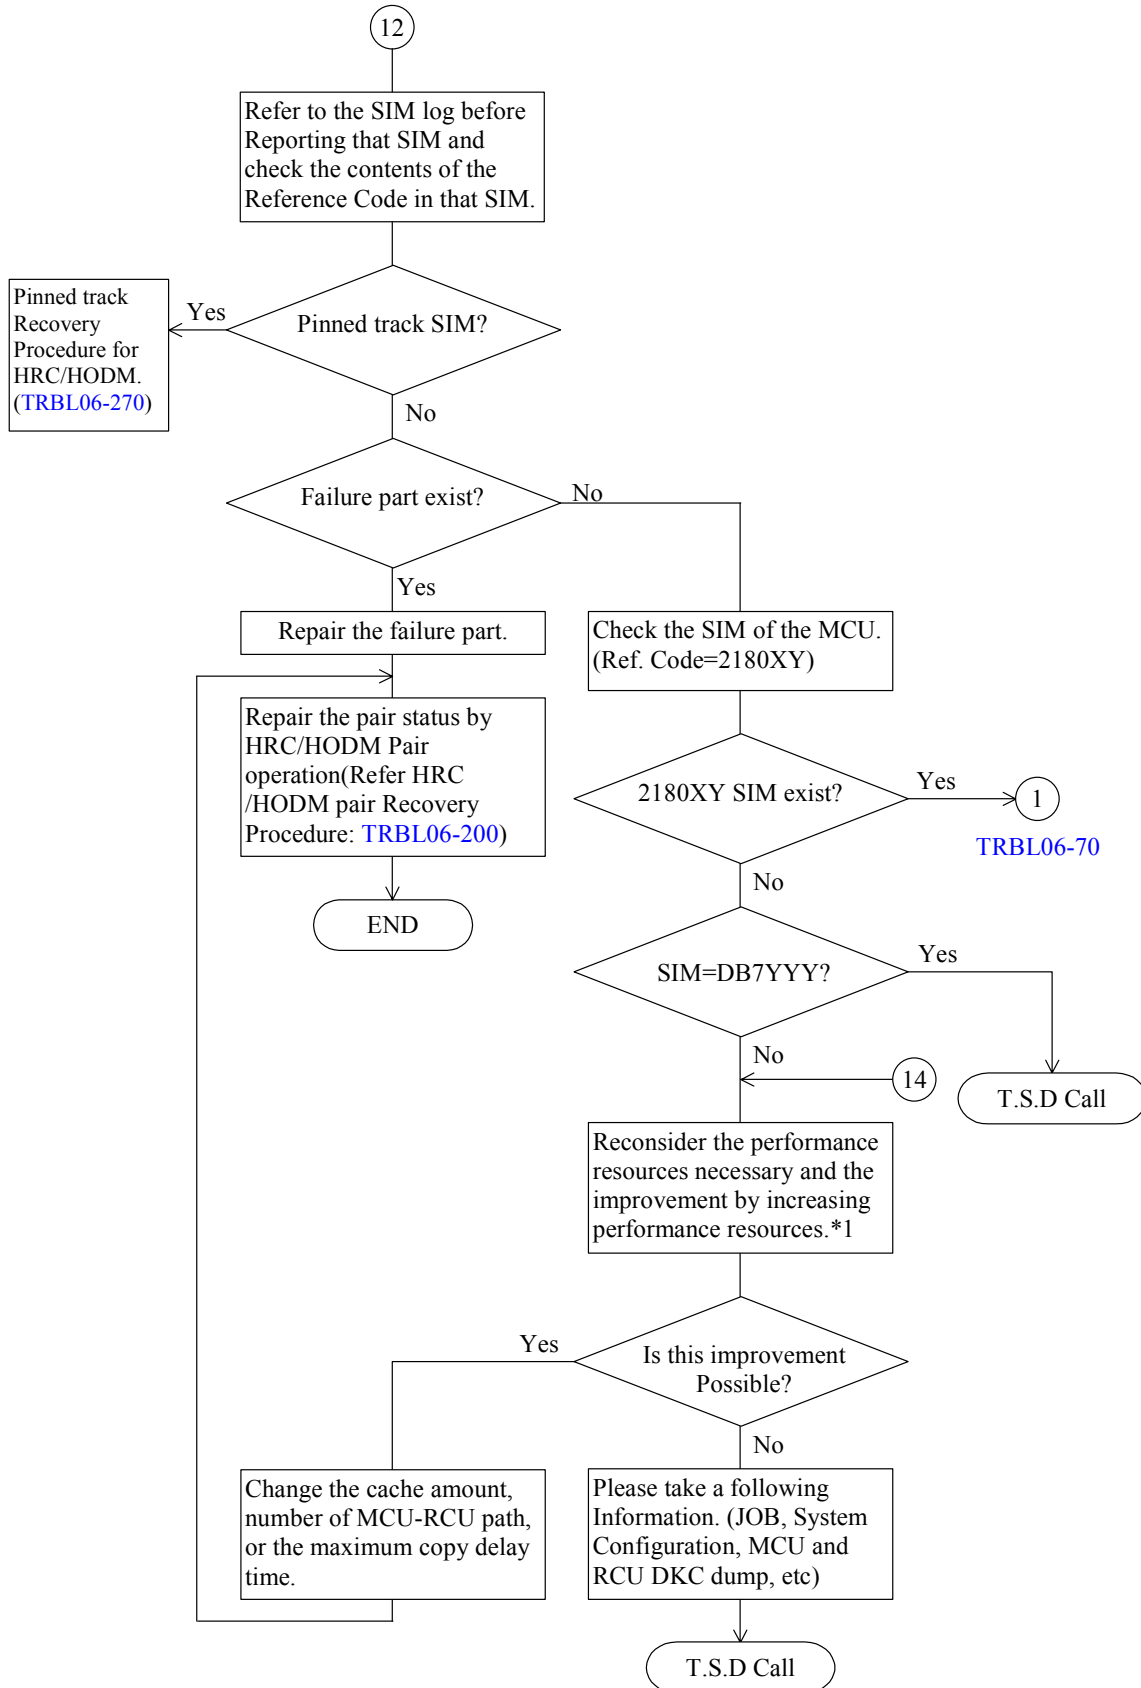 12
Refer to the SIM log before
Reporting that SIM and
check the contents of the
Reference Code in that SIM.
Pinned track
Recovery
Procedure for
HRC/HODM.
(TRBL06-270)
Yes
Pinned track SIM?
No
Failure part exist?
No
Yes
Repair the failure part.
Check the SIM of the MCU.
(Ref. Code=2180XY)
Repair the pair status by
HRC/HODM Pair
operation(Refer HRC
/HODM pair Recovery
Procedure: TRBL06-200)
2180XY SIM exist?
Yes
1
TRBL06-70
No
END
SIM=DB7YYY?
Yes
No
14
T.S.D Call
Reconsider the performance
resources necessary and the
improvement by increasing
performance resources.*1
Yes
Is this improvement
Possible?
No
Change the cache amount,
number of MCU-RCU path,
or the maximum copy delay
time.
Please take a following
Information. (JOB, System
Configuration, MCU and
RCU DKC dump, etc)
T.S.D Call